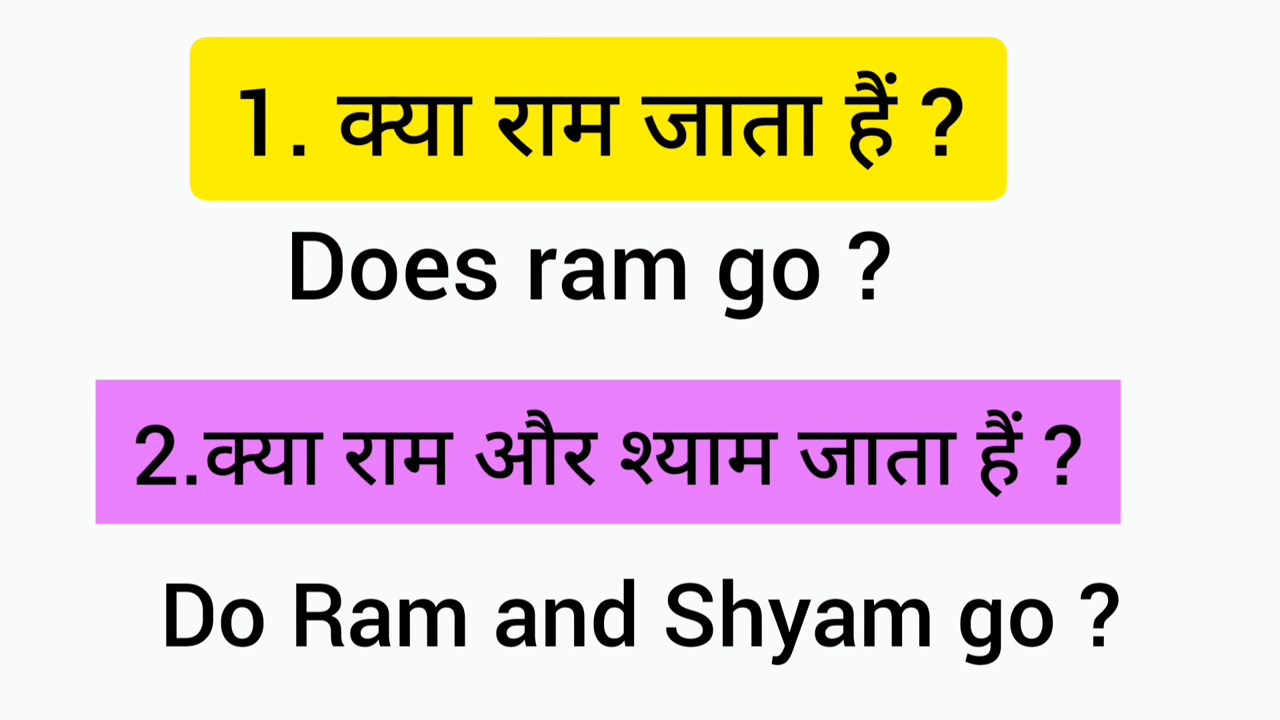 1. क्या राम जाता हैं ?
Does ram go ?
2.क्या राम और श्याम जाता हैं ?
Do Ram and Shyam go ?